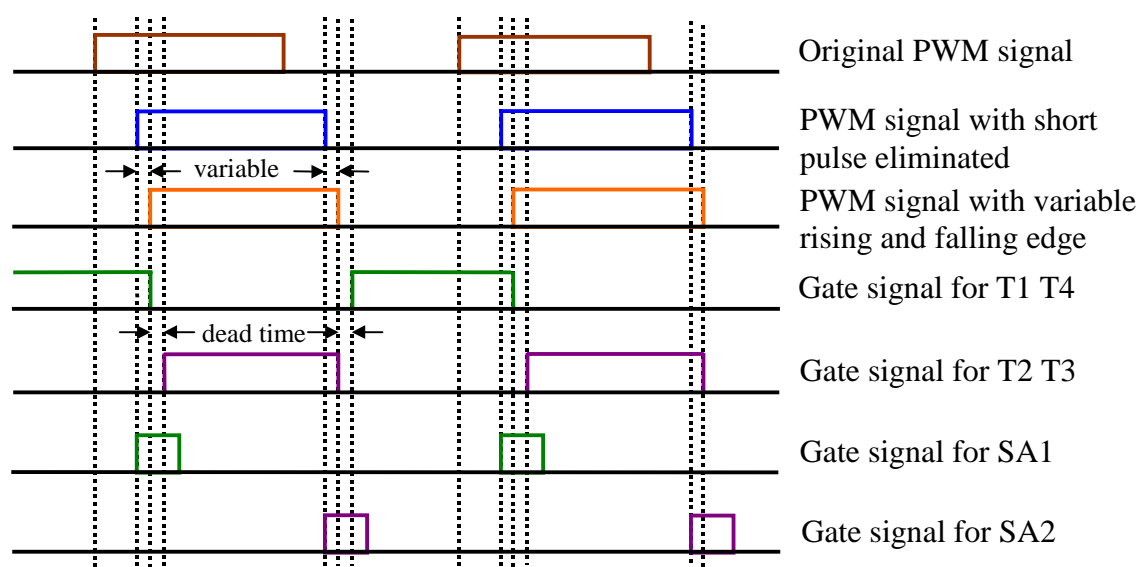 Original PWM signal
PWM signal with short
pulse eliminated
variable
PWM signal with variable
rising and falling edge
Gate signal for T1 T4
dead time
Gate signal for T2 T3
Gate signal for SA1
Gate signal for SA2